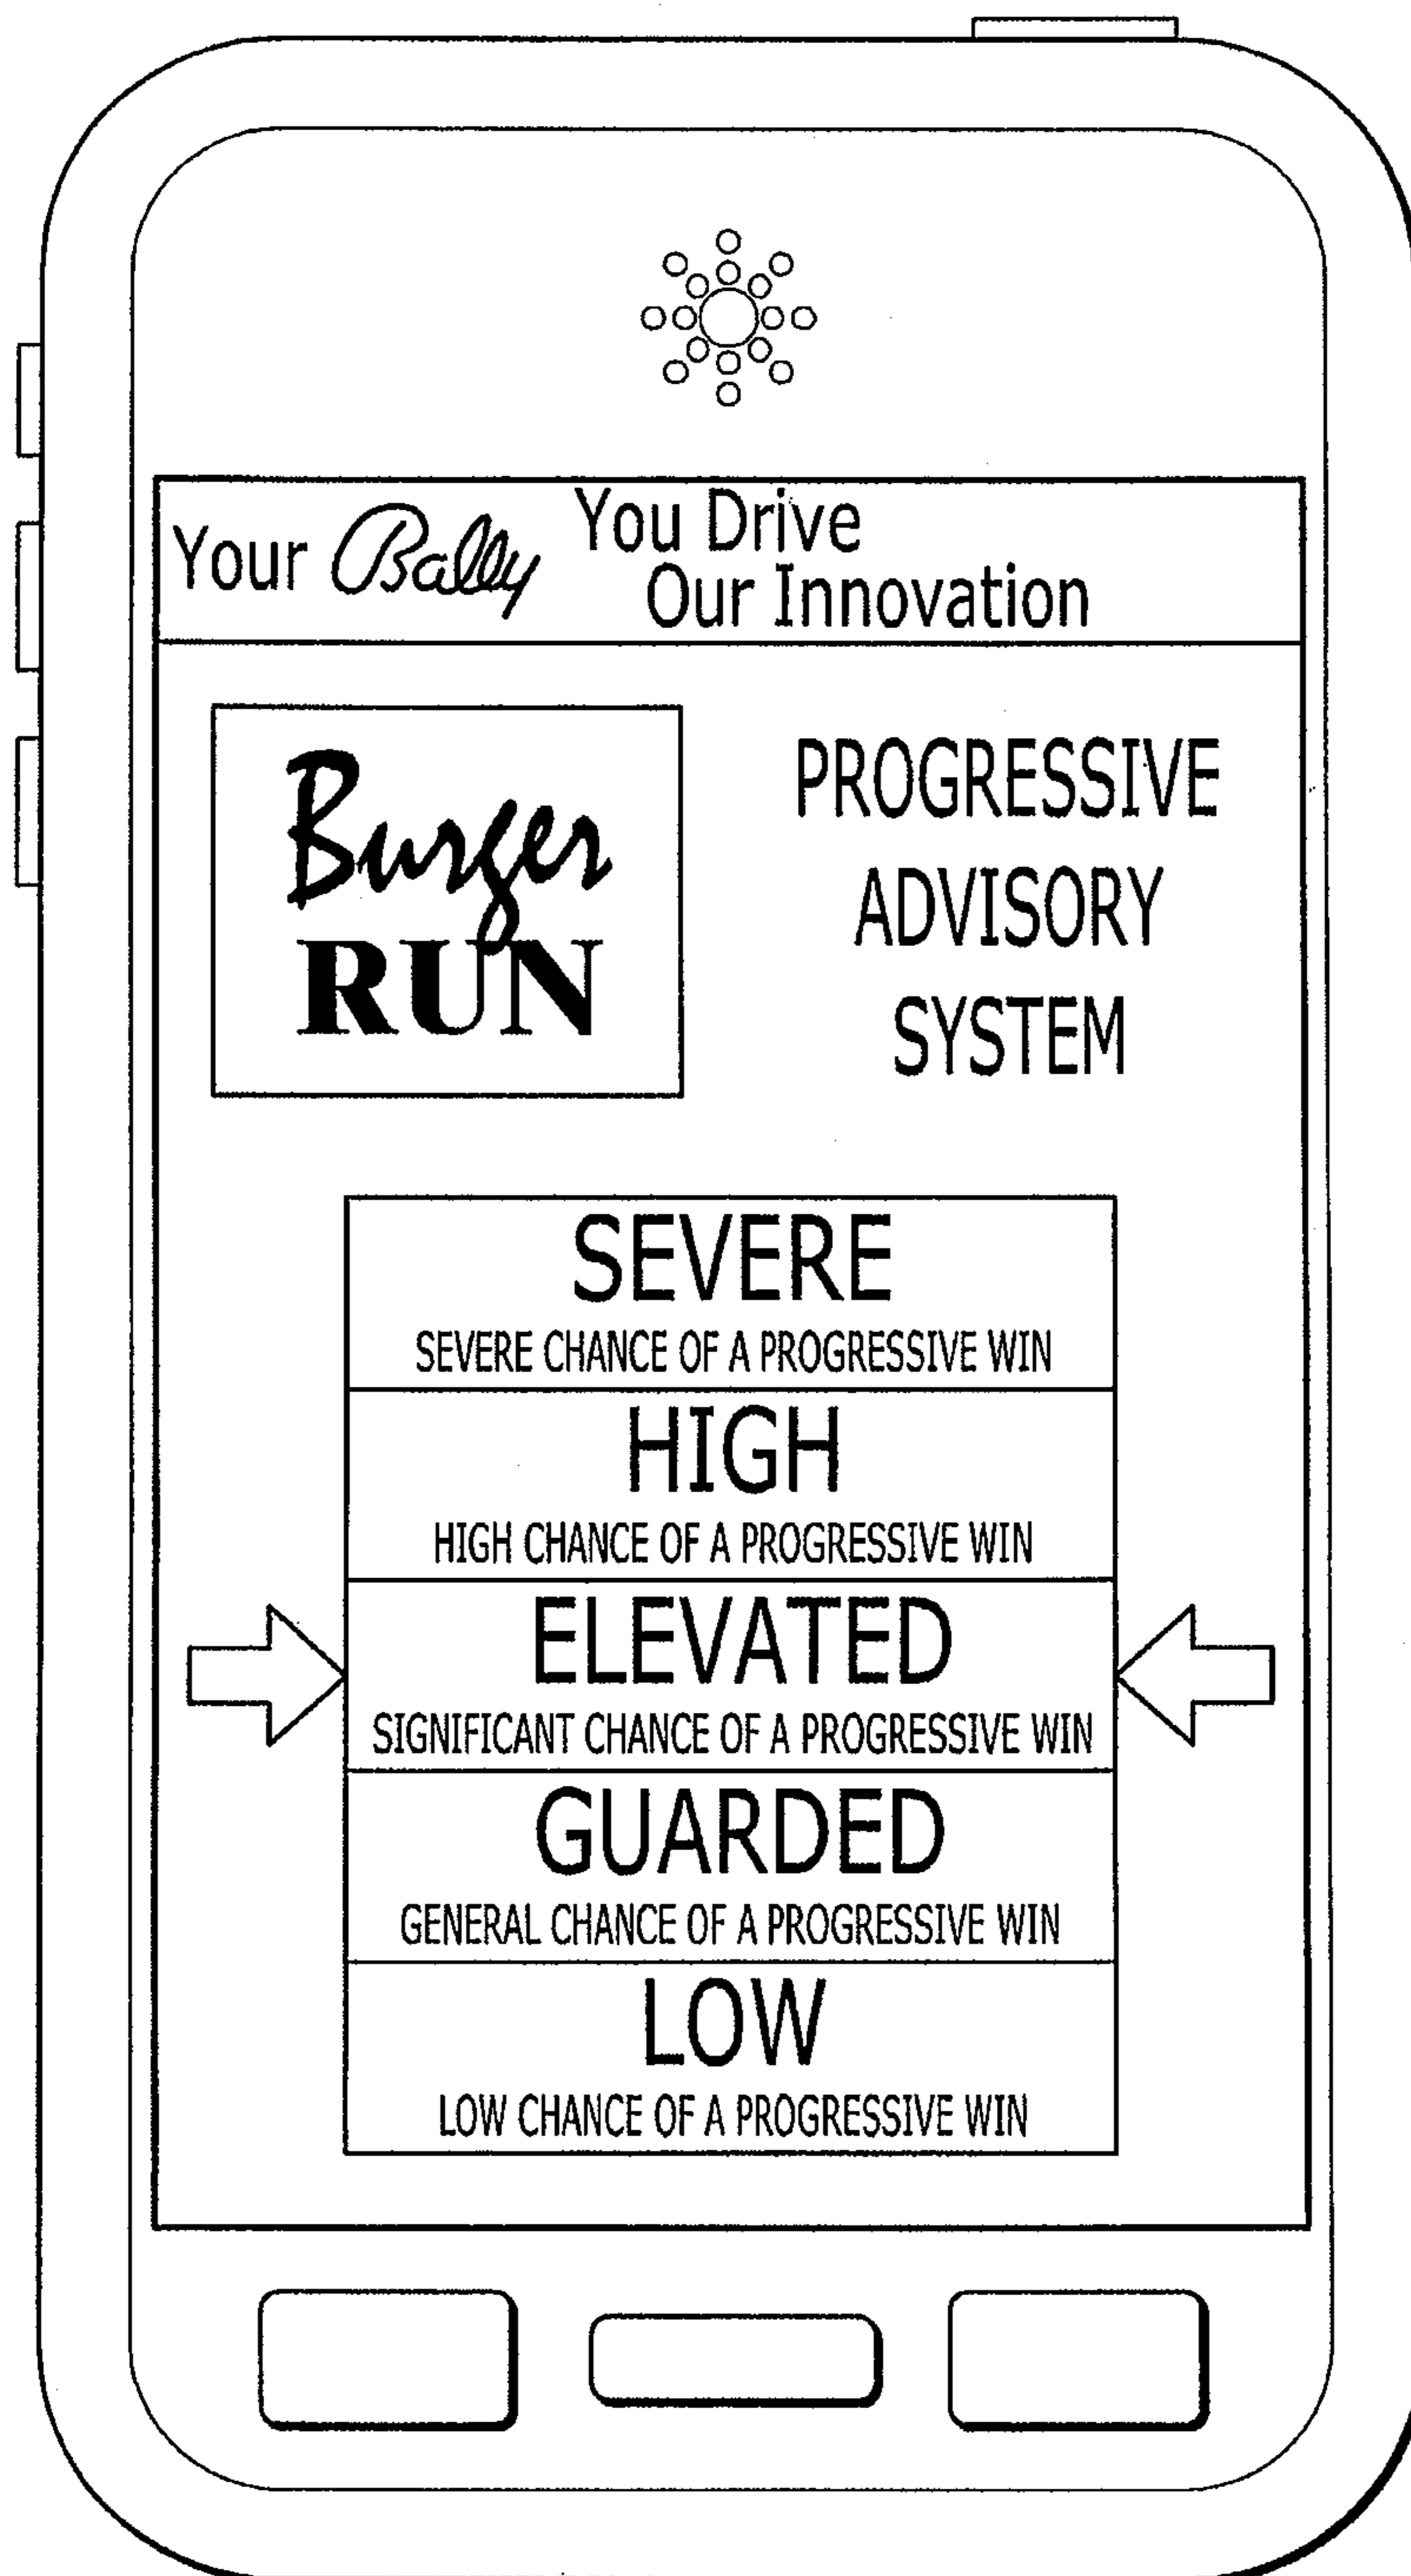 Your Bally You Drive
Our Innovation
Burger
RUN
PROGRESSIVE
ADVISORY
SYSTEM
SEVERE
SEVERE CHANCE OF A PROGRESSIVE WIN
HIGH
HIGH CHANCE OF A PROGRESSIVE WIN
ELEVATED
SIGNIFICANT CHANCE OF A PROGRESSIVE WIN
GUARDED
GENERAL CHANCE OF A PROGRESSIVE WIN
LOW
LOW CHANCE OF A PROGRESSIVE WIN